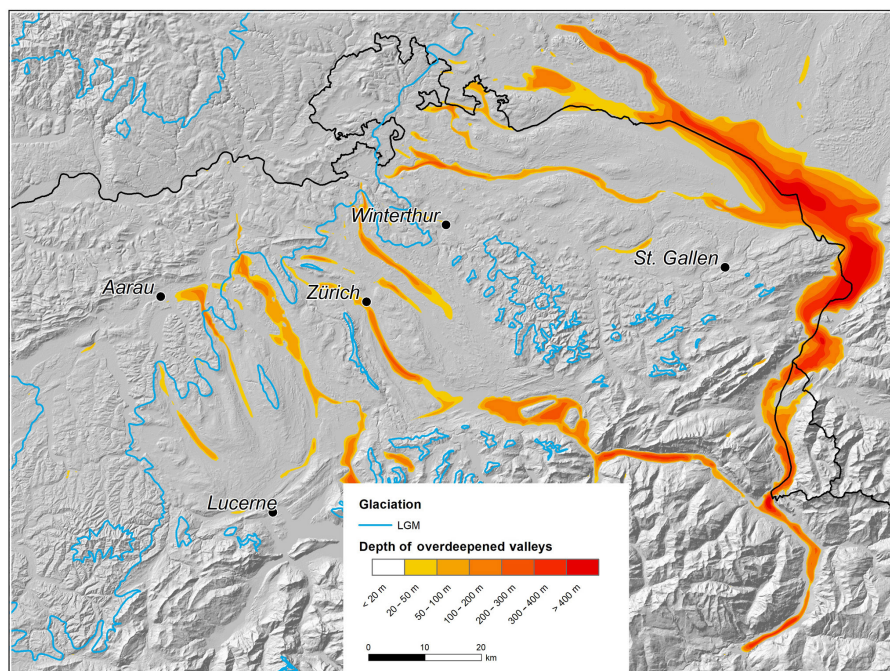 Winterthur
St. Gallen
Aarau
Zürich
Lucerne
Glaciation
LGM
Depth of overdeepened valleys
< 20 m
20 – 50 m
50 -100 m
100 -200 m
200 - 300 m
300 - 400 m
> 400 m
0 10 20
km